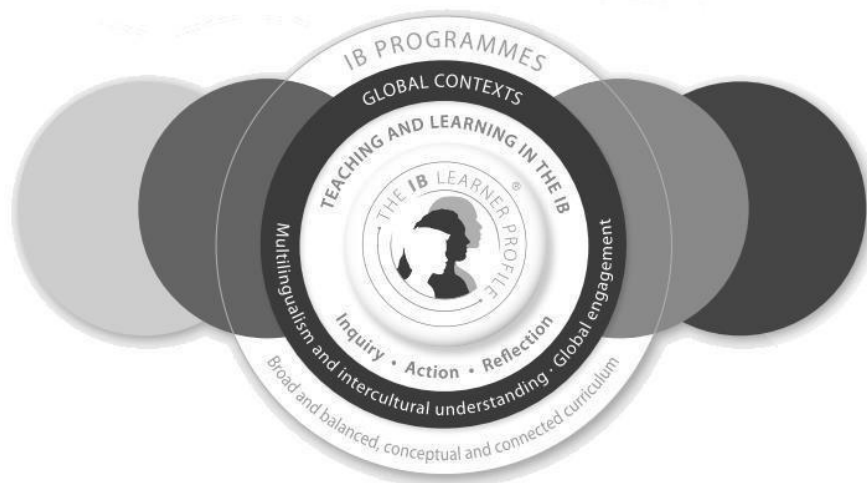 IB PROGRAMMES
GLOBAL CONTEXTS
TEACHING AND LEARNING IN THE IB
THE IB LEARNER PROFILE
®
Inquiry • Action • Reflection
Multilingualism and intercultural understanding · Global engagement
Broad and balanced, conceptual and connected curriculum